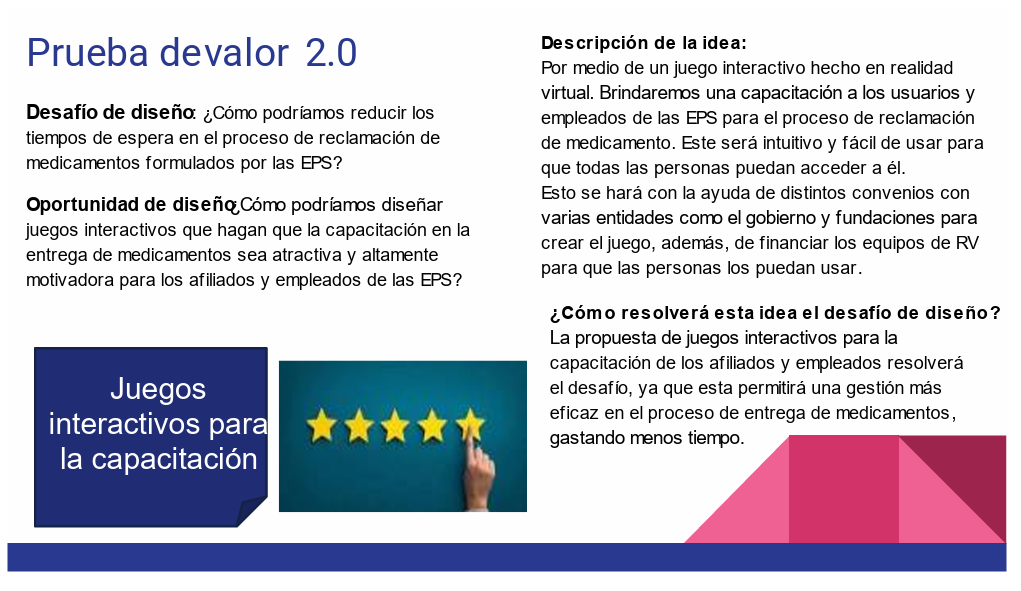 Prueba devalor 2.0
Desafío de diseño: ¿Cómo podríamos reducir los
tiempos de espera en el proceso de reclamación de
medicamentos formulados por las EPS?
Oportunidad de diseño¿Cómo podríamos diseñar
juegos interactivos que hagan que la capacitación en la
entrega de medicamentos sea atractiva y altamente
motivadora para los afiliados y empleados de las EPS?
Juegos
interactivos para
la capacitación
Descripción de la idea:
Por medio de un juego interactivo hecho en realidad
virtual. Brindaremos una capacitación a los usuarios y
empleados de las EPS para el proceso de reclamación
de medicamento. Este será intuitivo y fácil de usar para
que todas las personas puedan acceder a él.
Esto se hará con la ayuda de distintos convenios con
varias entidades como el gobierno y fundaciones para
crear el juego, además, de financiar los equipos de RV
para que las personas los puedan usar.
¿Cómo resolverá esta idea el desafío de diseño?
La propuesta de juegos interactivos para la
capacitación de los afiliados y empleados resolverá
el desafío, ya que esta permitirá una gestión más
eficaz en el proceso de entrega de medicamentos,
gastando menos tiempo.